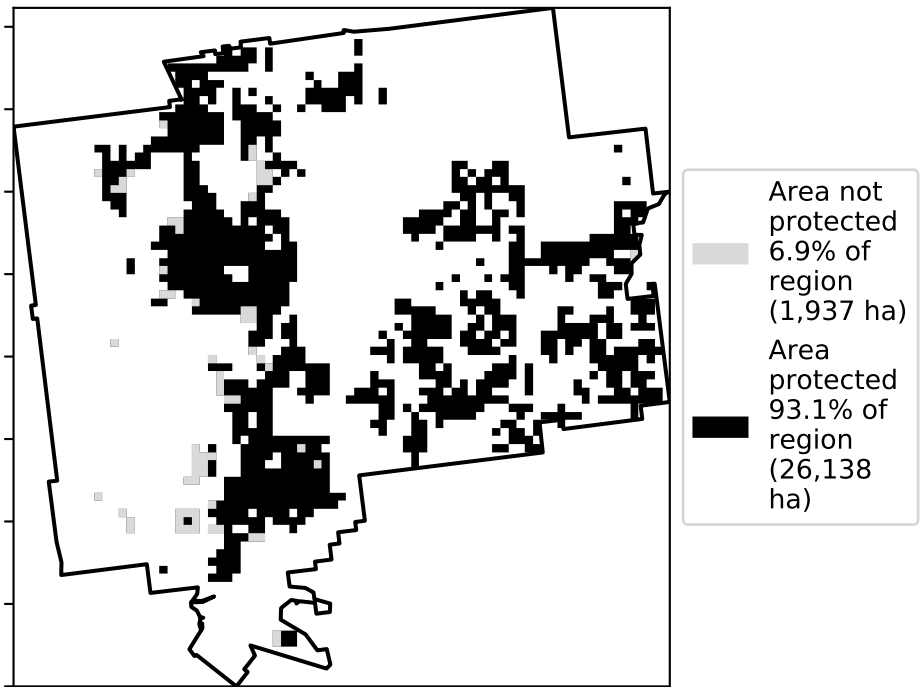 Area not
protected
6.9% of
region
(1,937 ha)
Area
protected
93.1% of
region
(26,138
ha)